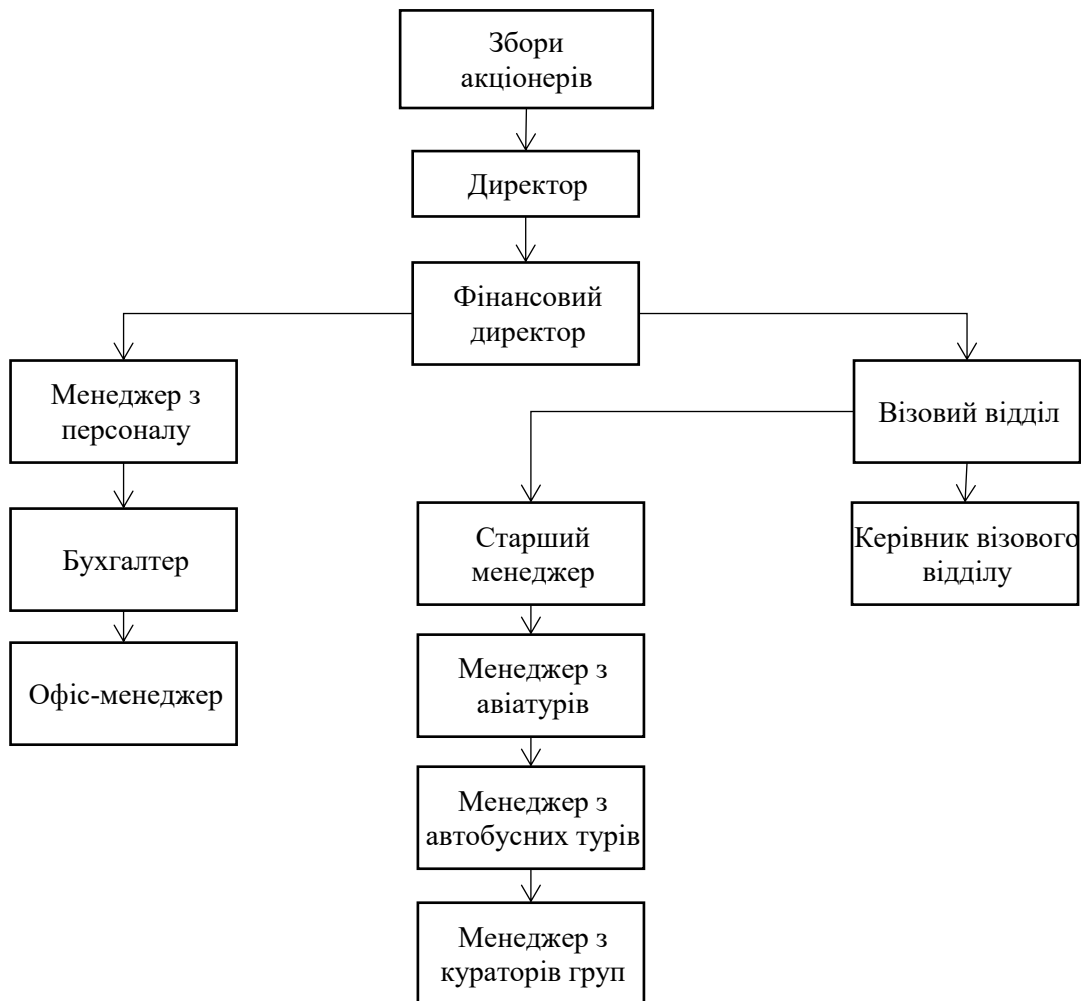 Збори
акціонерів
Директор
Фінансовий
директор
Менеджер з
персоналу
Візовий відділ
Бухгалтер
Старший
менеджер
Керівник візового
відділу
Офіс-менеджер
Менеджер з
авіатурів
Менеджер з
автобусних турів
Менеджер з
кураторів груп